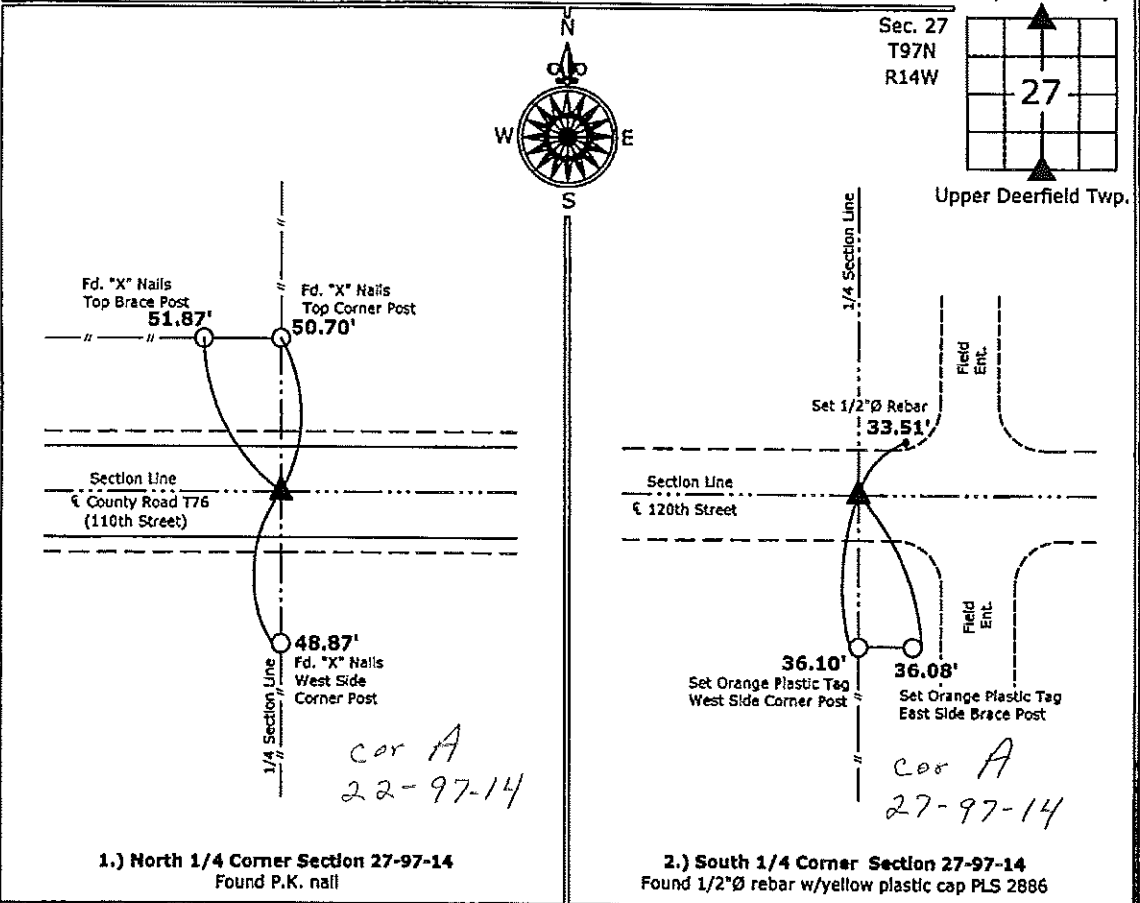 N
W
E
S
Sec. 27
T97N
R14W
27
Upper Deerfield Twp.
Fd. "X" Nails
Top Brace Post
51.87'
Fd. "X" Nails
Top Corner Post
50.70'
Section Line
℄ County Road T76
(110th Street)
48.87'
Fd. "X" Nails
West Side
Corner Post
1/4 Section Line
cor A
22-97-14
1.) North 1/4 Corner Section 27-97-14
Found P.K. nail
1/4 Section Line
Field
Ent.
Set 1/2"Ø Rebar
33.51'
Section Line
℄ 120th Street
Field
Ent.
36.10'
Set Orange Plastic Tag
West Side Corner Post
36.08'
Set Orange Plastic Tag
East Side Brace Post
cor A
27-97-14
2.) South 1/4 Corner Section 27-97-14
Found 1/2"Ø rebar w/yellow plastic cap PLS 2886